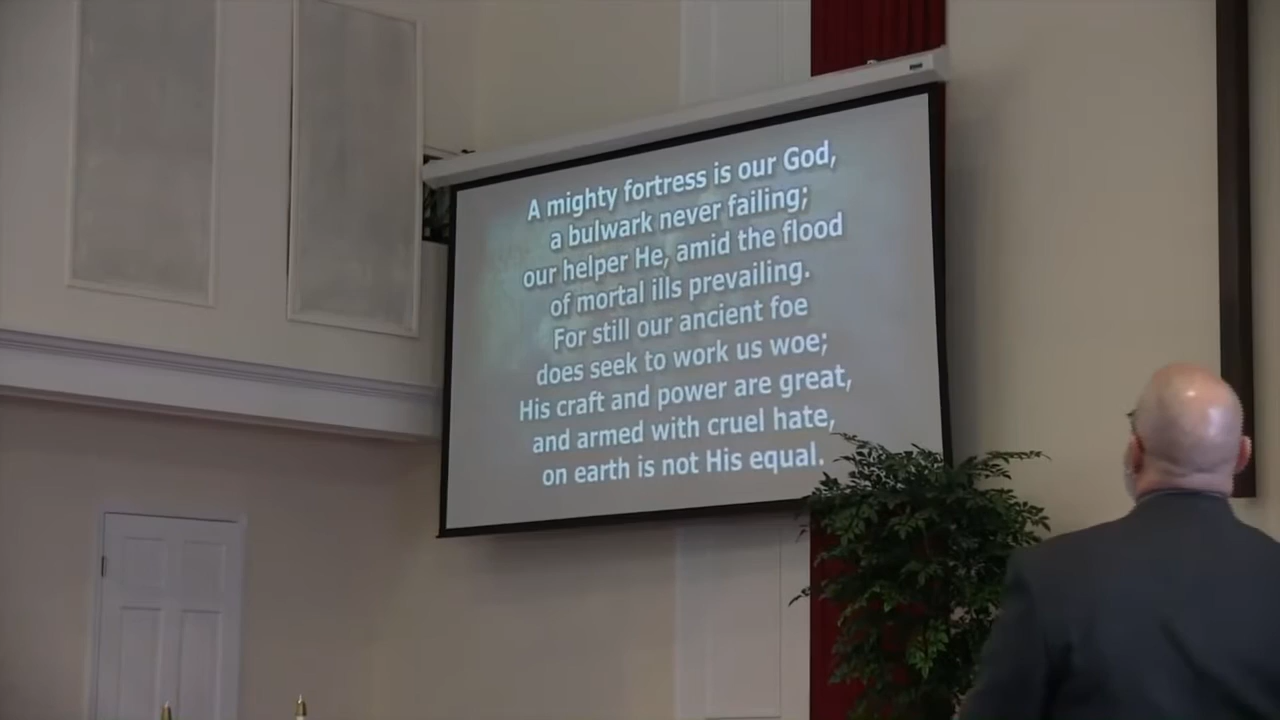 A mighty fortress is our God,
a bulwark never failing;
our helper He, amid the flood
of mortal ills prevailing.
For still our ancient foe
does seek to work us woe;
His craft and power are great,
and armed with cruel hate,
on earth is not His equal.